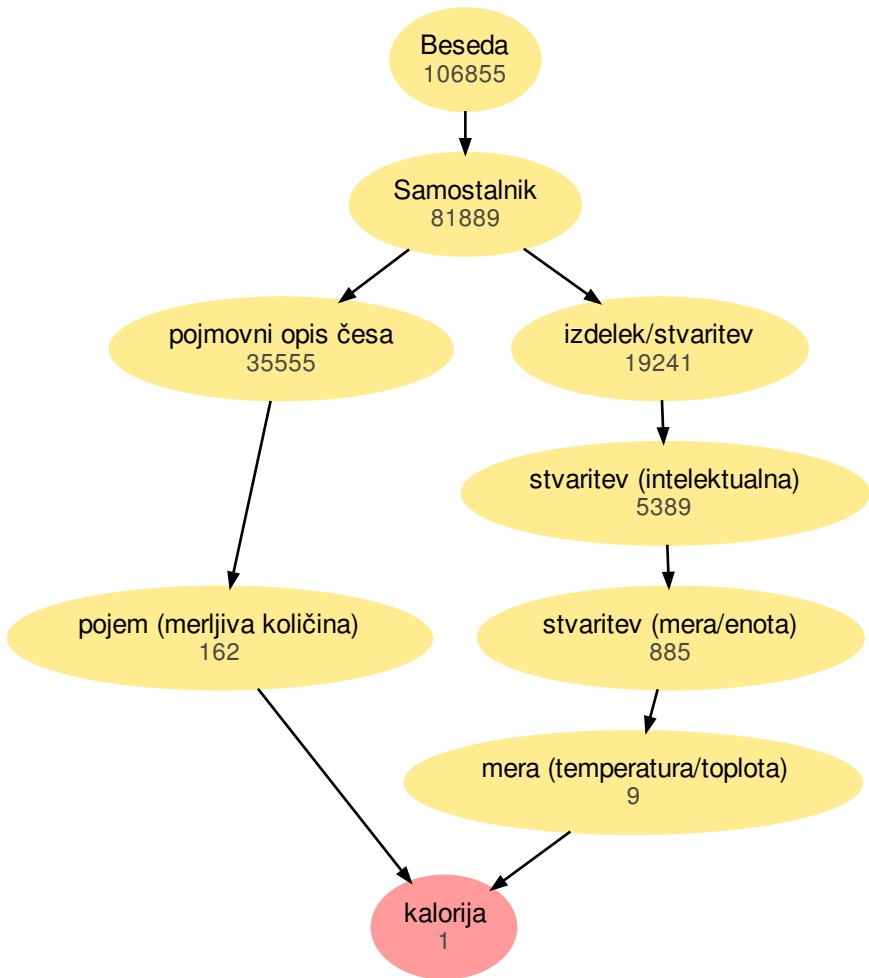 Beseda
106855
Samostalnik
81889
pojmovni opis česa
35555
izdelek/stvaritev
19241
stvaritev (intelektualna)
5389
pojem (merljiva količina)
162
stvaritev (mera/enota)
885
mera (temperatura/toplota)
9
kalorija
1